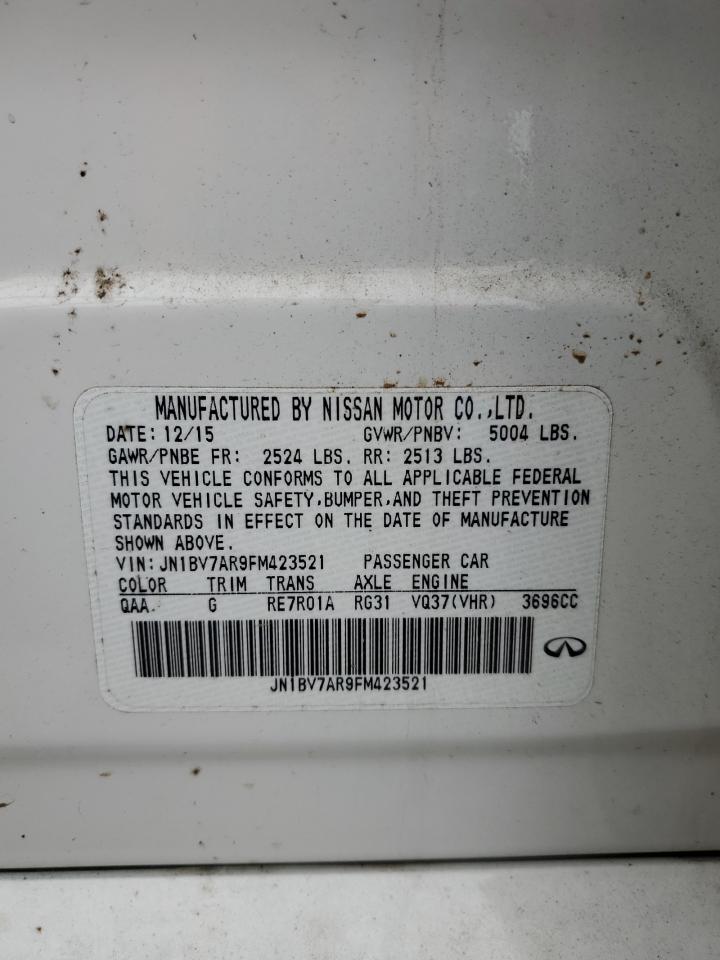 MANUFACTURED BY NISSAN MOTOR CO.,LTD.
DATE: 12/15 GVWR/PNBV: 5004 LBS.
GAWR/PNBE FR: 2524 LBS. RR: 2513 LBS.
THIS VEHICLE CONFORMS TO ALL APPLICABLE FEDERAL
MOTOR VEHICLE SAFETY,BUMPER,AND THEFT PREVENTION
STANDARDS IN EFFECT ON THE DATE OF MANUFACTURE
SHOWN ABOVE.
VIN: JN1BV7AR9FM423521 PASSENGER CAR
COLOR TRIM TRANS AXLE ENGINE
QAA G RE7R01A RG31 VQ37(VHR) 3696CC
JN1BV7AR9FM423521